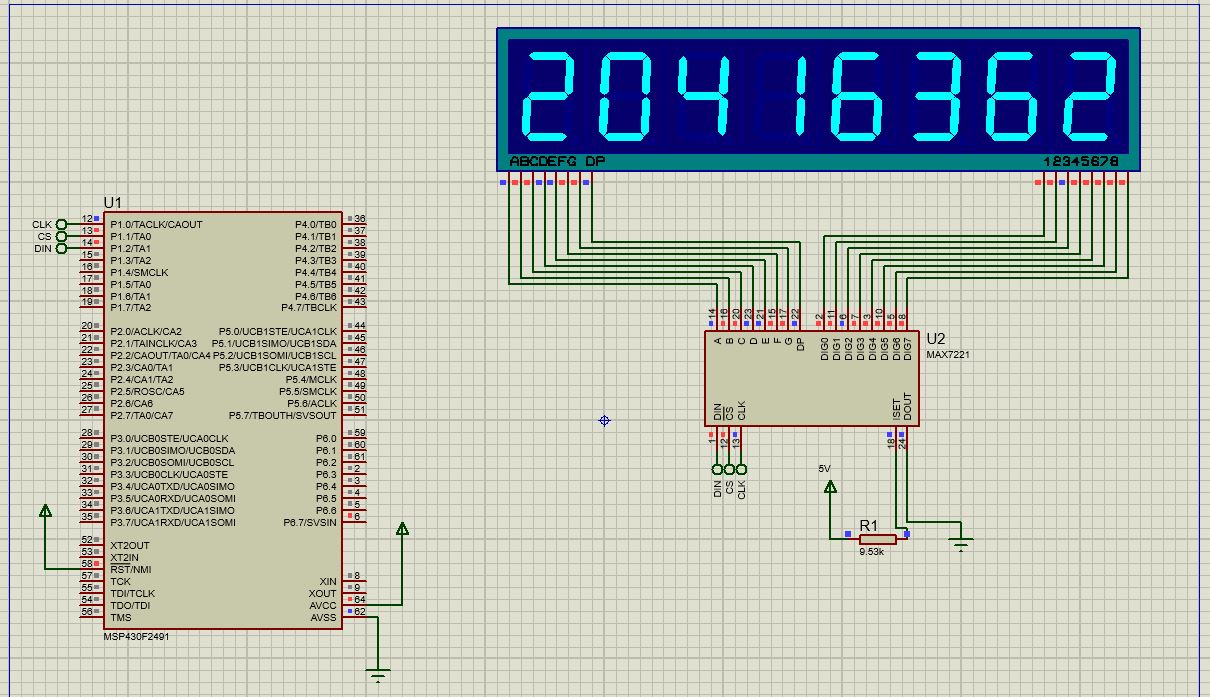 20416362
ABCDEFG DP
12345678
U1
CLK
CS
DIN
12 P1.0/TACLK/CAOUT
13 P1.1/TA0
14 P1.2/TA1
15 P1.3/TA2
16 P1.4/SMCLK
17 P1.5/TA0
18 P1.6/TA1
19 P1.7/TA2
20 P2.0/ACLK/CA2
21 P2.1/TAINCLK/CA3
22 P2.2/CAOUT/TA0/CA4
23 P2.3/CA0/TA1
24 P2.4/CA1/TA2
25 P2.5/ROSC/CA5
26 P2.6/CA6
27 P2.7/TA0/CA7
28 P3.0/UCB0STE/UCA0CLK
29 P3.1/UCB0SIMO/UCB0SDA
30 P3.2/UCB0SOMI/UCB0SCL
31 P3.3/UCB0CLK/UCA0STE
32 P3.4/UCA0TXD/UCA0SIMO
33 P3.5/UCA0RXD/UCA0SOMI
34 P3.6/UCA1TXD/UCA1SIMO
35 P3.7/UCA1RXD/UCA1SOMI
52 XT2OUT
53 XT2IN
58 RST/NMI
57 TCK
55 TDI/TCLK
54 TDO/TDI
56 TMS
P4.0/TB0 36
P4.1/TB1 37
P4.2/TB2 38
P4.3/TB3 39
P4.4/TB4 40
P4.5/TB5 41
P4.6/TB6 42
P4.7/TBCLK 43
P5.0/UCB1STE/UCA1CLK 44
P5.1/UCB1SIMO/UCB1SDA 45
P5.2/UCB1SOMI/UCB1SCL 46
P5.3/UCB1CLK/UCA1STE 47
P5.4/MCLK 48
P5.5/SMCLK 49
P5.6/ACLK 50
P5.7/TBOUTH/SVSOUT 51
P6.0 59
P6.1 60
P6.2 61
P6.3 2
P6.4 3
P6.5 4
P6.6 5
P6.7/SVSIN 6
XIN 8
XOUT 9
AVCC 64
AVSS 62
MSP430F2491
14 16 20 23 21 15 17 22 2 11 6 7 3 10 5 8
A B C D E F G DP DIG0 DIG1 DIG2 DIG3 DIG4 DIG5 DIG6 DIG7
U2
MAX7221
DIN CS CLK ISET DOUT
1 12 13 18 24
DIN CS CLK
5V
R1
9.53k